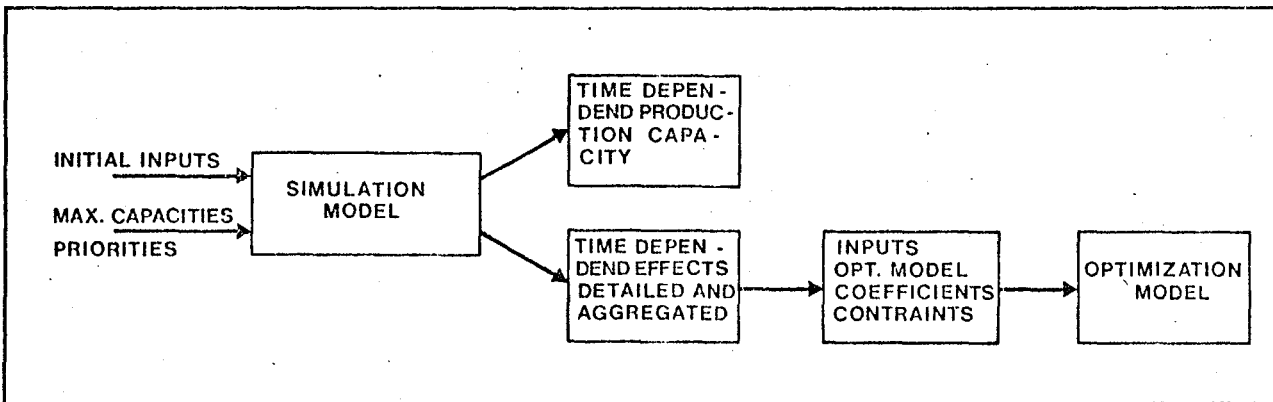 INITIAL INPUTS
MAX. CAPACITIES
PRIORITIES
SIMULATION
MODEL
TIME DEPEN -
DEND PRODUC-
TION CAPA -
CITY
TIME DEPEN -
DEND EFFECTS
DETAILED AND
AGGREGATED
INPUTS
OPT. MODEL
COEFFICIENTS
CONTRAINTS
OPTIMIZATION
MODEL